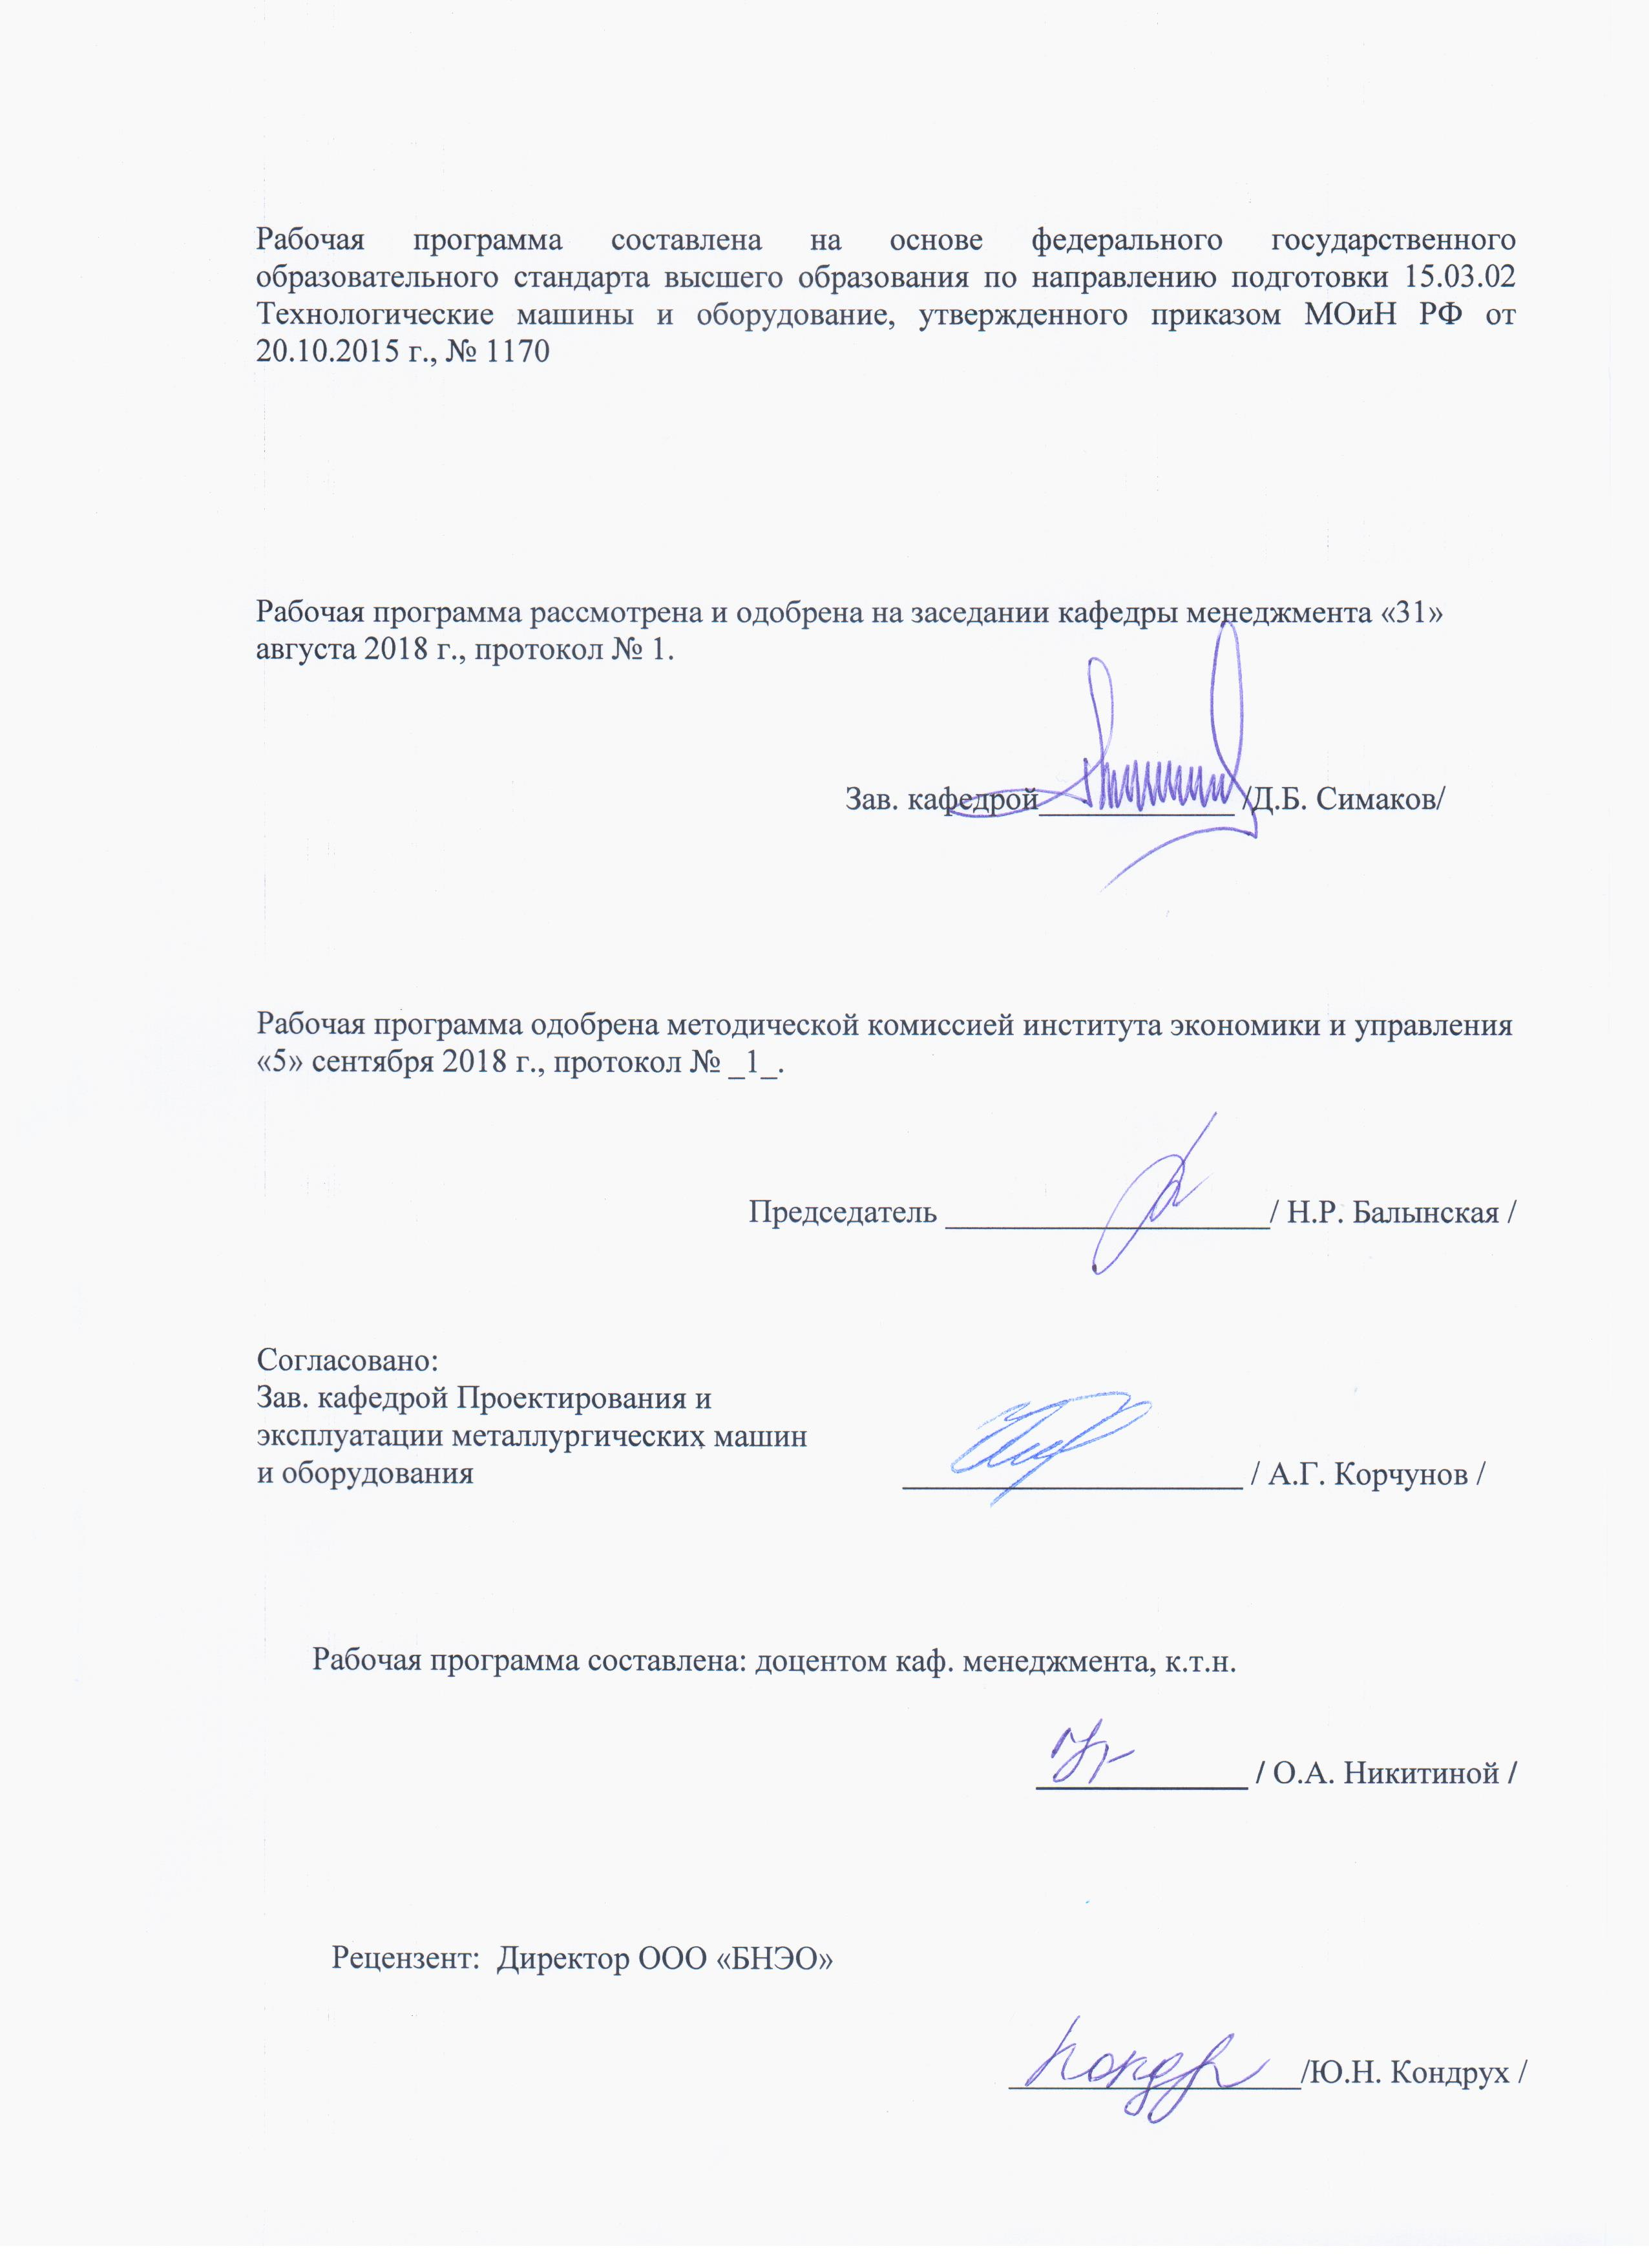 Рабочая программа составлена на основе федерального государственного
образовательного стандарта высшего образования по направлению подготовки 15.03.02
Технологические машины и оборудование, утвержденного приказом МОиН РФ от
20.10.2015 г., № 1170
Рабочая программа рассмотрена и одобрена на заседании кафедры менеджмента «31»
августа 2018 г., протокол № 1.
Зав. кафедрой____________ /Д.Б. Симаков/
Рабочая программа одобрена методической комиссией института экономики и управления
«5» сентября 2018 г., протокол № _1_.
Председатель ____________________/ Н.Р. Балынская /
Согласовано:
Зав. кафедрой Проектирования и
эксплуатации металлургических машин
и оборудования _____________________ / А.Г. Корчунов /
Рабочая программа составлена: доцентом каф. менеджмента, к.т.н.
_____________ / О.А. Никитиной /
Рецензент: Директор ООО «БНЭО»
__________________/Ю.Н. Кондрух /